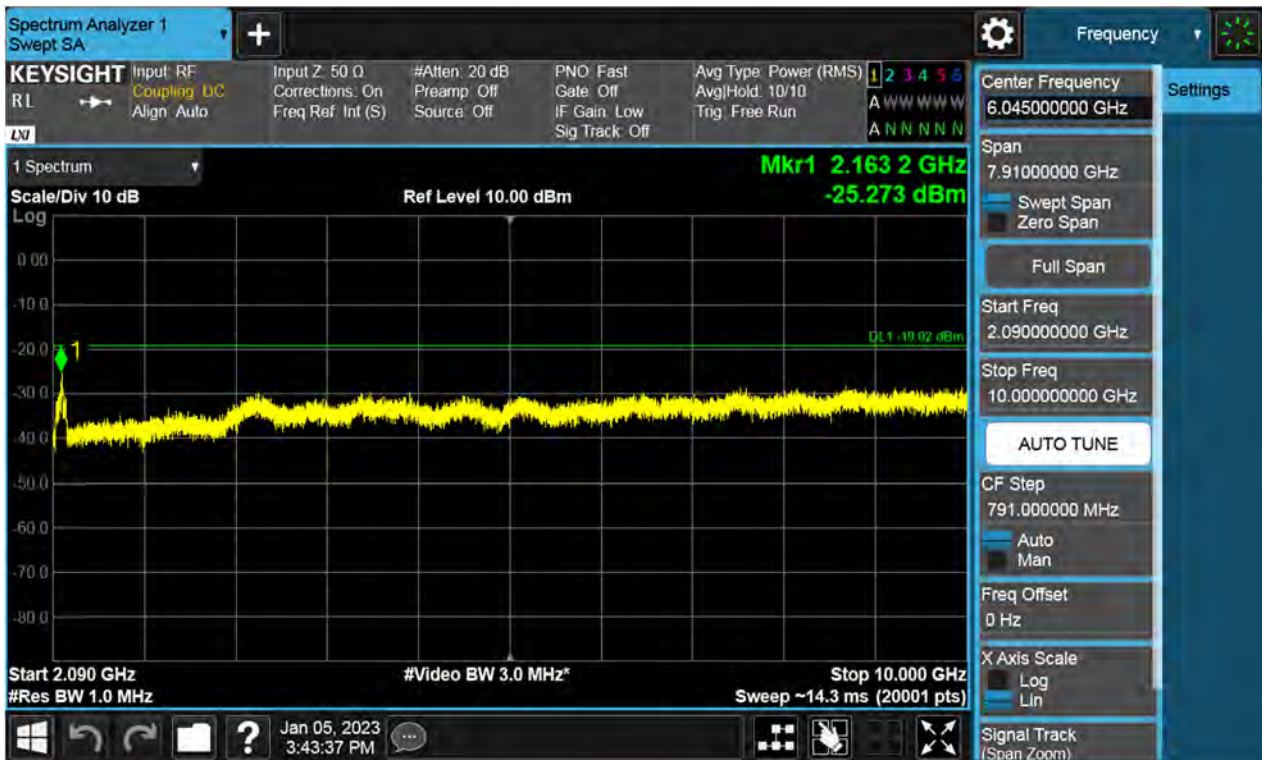 Spectrum Analyzer 1
Swept SA
+
Frequency
KEYSIGHT
RL
LXI
Input: RF
Coupling: DC
Align: Auto
Input Z: 50 Ω
Corrections: On
Freq Ref: Int (S)
#Atten: 20 dB
Preamp: Off
Source: Off
PNO: Fast
Gate: Off
IF Gain: Low
Sig Track: Off
Avg Type: Power (RMS)
Avg|Hold: 10/10
Trig: Free Run
1 2 3 4 5 6
A W W W W W
A N N N N N
Center Frequency
6.045000000 GHz
Settings
1 Spectrum
Scale/Div 10 dB
Ref Level 10.00 dBm
Mkr1 2.163 2 GHz
-25.273 dBm
Log
0.00
-10.0
-20.0
-30.0
-40.0
-50.0
-60.0
-70.0
-80.0
1
DL1 -19.02 dBm
Start 2.090 GHz
#Res BW 1.0 MHz
#Video BW 3.0 MHz*
Stop 10.000 GHz
Sweep ~14.3 ms (20001 pts)
Span
7.91000000 GHz
Swept Span
Zero Span
Full Span
Start Freq
2.090000000 GHz
Stop Freq
10.000000000 GHz
AUTO TUNE
CF Step
791.000000 MHz
Auto
Man
Freq Offset
0 Hz
X Axis Scale
Log
Lin
Signal Track
(Span Zoom)
?
Jan 05, 2023
3:43:37 PM